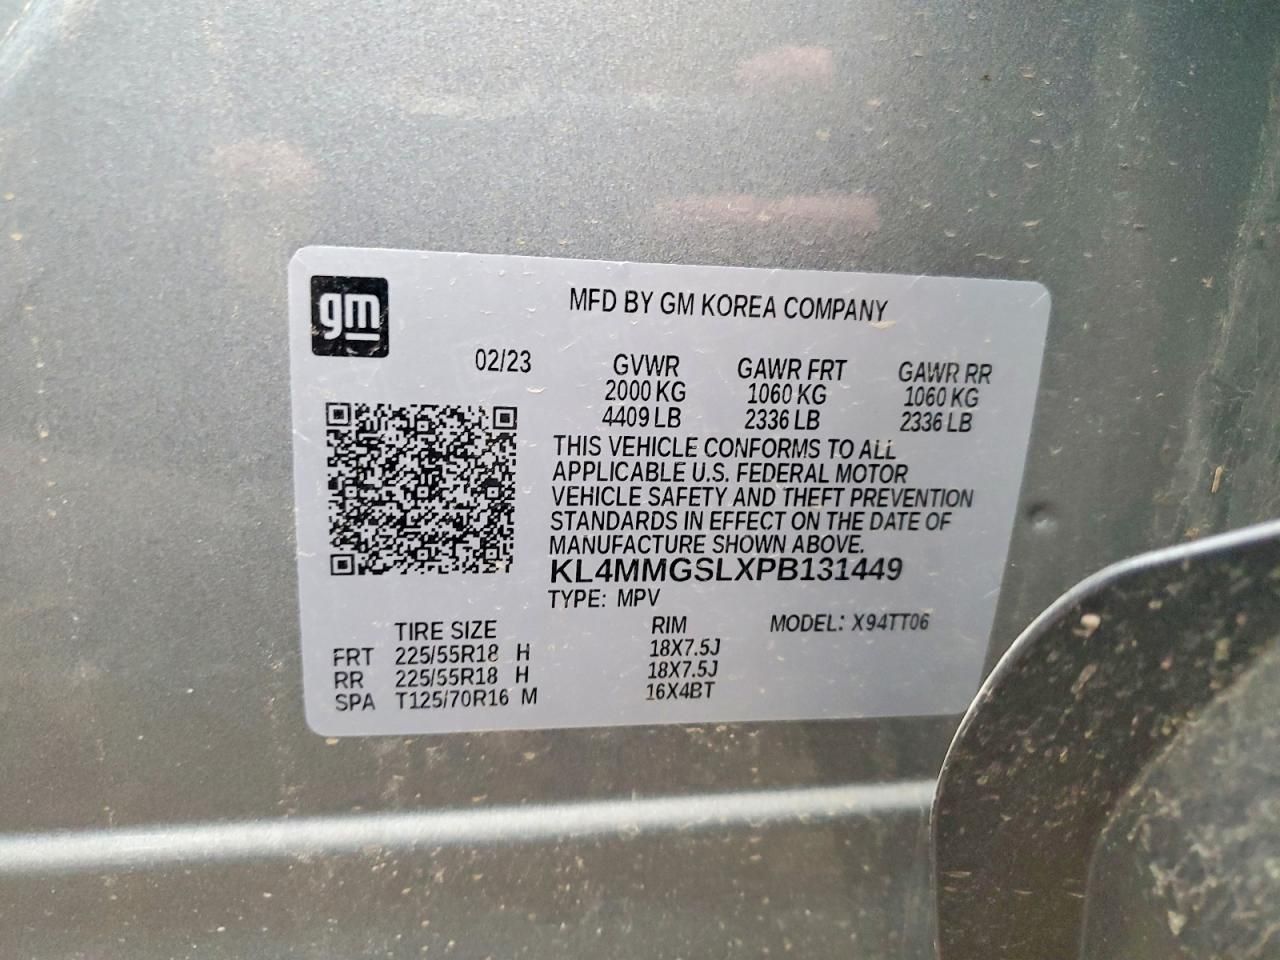 gm
MFD BY GM KOREA COMPANY
02/23 GVWR GAWR FRT GAWR RR
2000 KG 1060 KG 1060 KG
4409 LB 2336 LB 2336 LB
THIS VEHICLE CONFORMS TO ALL
APPLICABLE U.S. FEDERAL MOTOR
VEHICLE SAFETY AND THEFT PREVENTION
STANDARDS IN EFFECT ON THE DATE OF
MANUFACTURE SHOWN ABOVE.
KL4MMGSLXPB131449
TYPE: MPV
TIRE SIZE RIM MODEL: X94TT06
FRT 225/55R18 H 18X7.5J
RR 225/55R18 H 18X7.5J
SPA T125/70R16 M 16X4BT